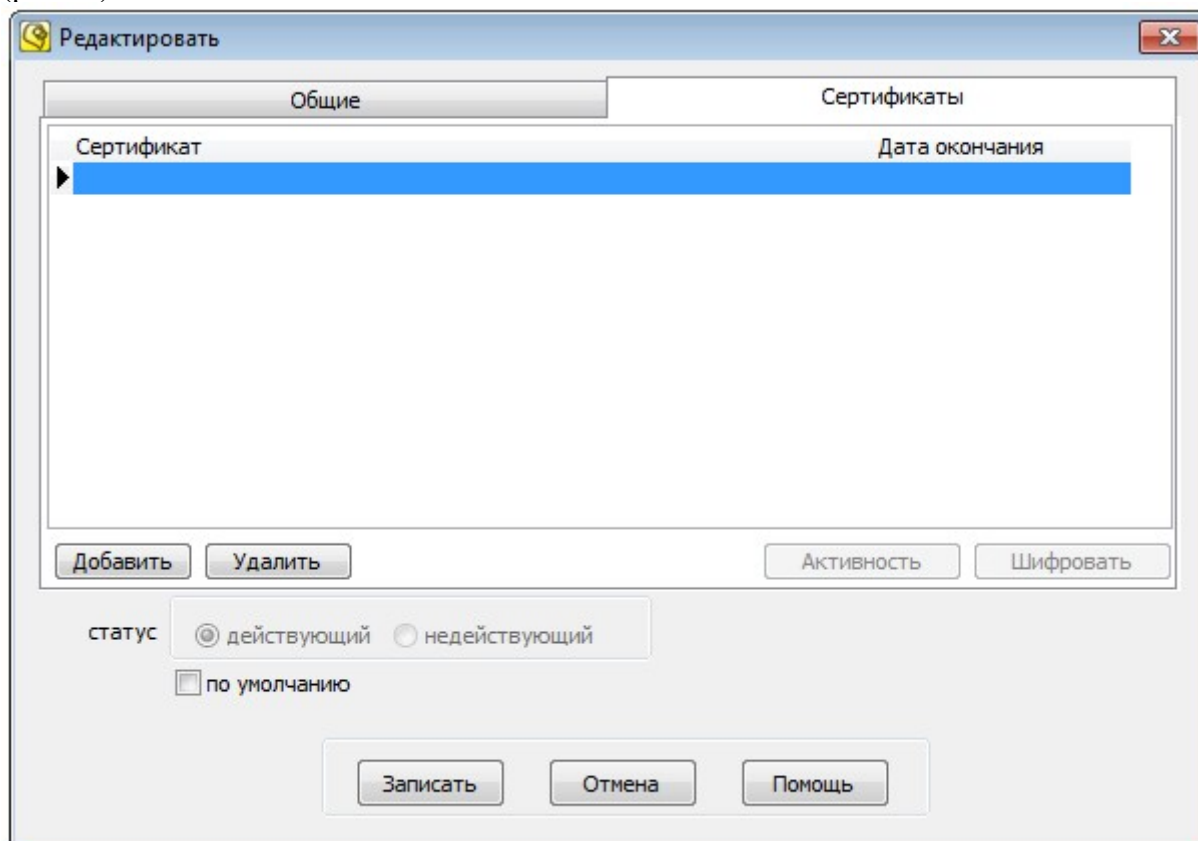 Редактировать
Общие Сертификаты
Сертификат Дата окончания
Добавить Удалить Активность Шифровать
статус действующий недействующий
по умолчанию
Записать Отмена Помощь